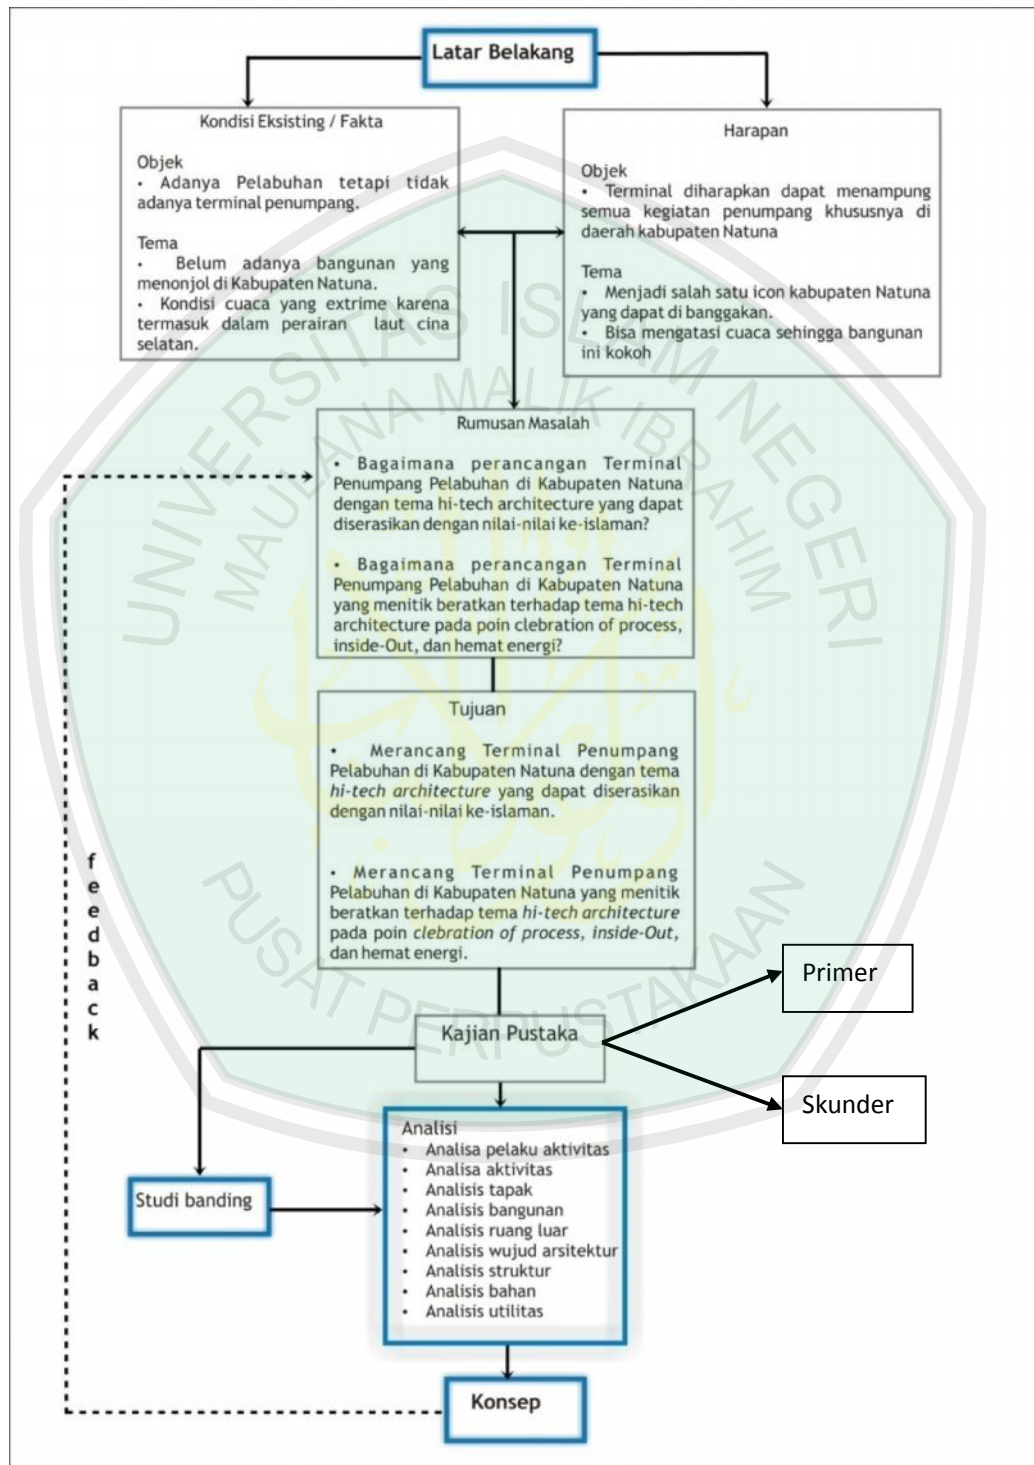 Latar Belakang
Kondisi Eksisting / Fakta
Objek
• Adanya Pelabuhan tetapi tidak
adanya terminal penumpang.
Tema
• Belum adanya bangunan yang
menonjol di Kabupaten Natuna.
• Kondisi cuaca yang extrime karena
termasuk dalam perairan laut cina
selatan.
Harapan
Objek
• Terminal diharapkan dapat menampung
semua kegiatan penumpang khususnya di
daerah kabupaten Natuna
Tema
• Menjadi salah satu icon kabupaten Natuna
yang dapat di banggakan.
• Bisa mengatasi cuaca sehingga bangunan
ini kokoh
Rumusan Masalah
• Bagaimana perancangan Terminal
Penumpang Pelabuhan di Kabupaten Natuna
dengan tema hi-tech architecture yang dapat
diserasikan dengan nilai-nilai ke-islaman?
• Bagaimana perancangan Terminal
Penumpang Pelabuhan di Kabupaten Natuna
yang menitik beratkan terhadap tema hi-tech
architecture pada poin clebration of process,
inside-Out, dan hemat energi?
Tujuan
• Merancang Terminal Penumpang
Pelabuhan di Kabupaten Natuna dengan tema
hi-tech architecture yang dapat diserasikan
dengan nilai-nilai ke-islaman.
• Merancang Terminal Penumpang
Pelabuhan di Kabupaten Natuna yang menitik
beratkan terhadap tema hi-tech architecture
pada poin clebration of process, inside-Out,
dan hemat energi.
feedback
Kajian Pustaka
Primer
Skunder
Studi banding
Analisi
• Analisa pelaku aktivitas
• Analisa aktivitas
• Analisis tapak
• Analisis bangunan
• Analisis ruang luar
• Analisis wujud arsitektur
• Analisis struktur
• Analisis bahan
• Analisis utilitas
Konsep
UNIVERSITAS ISLAM NEGERI
MAULANA MALIK IBRAHIM
PUSAT PERPUSTAKAAN